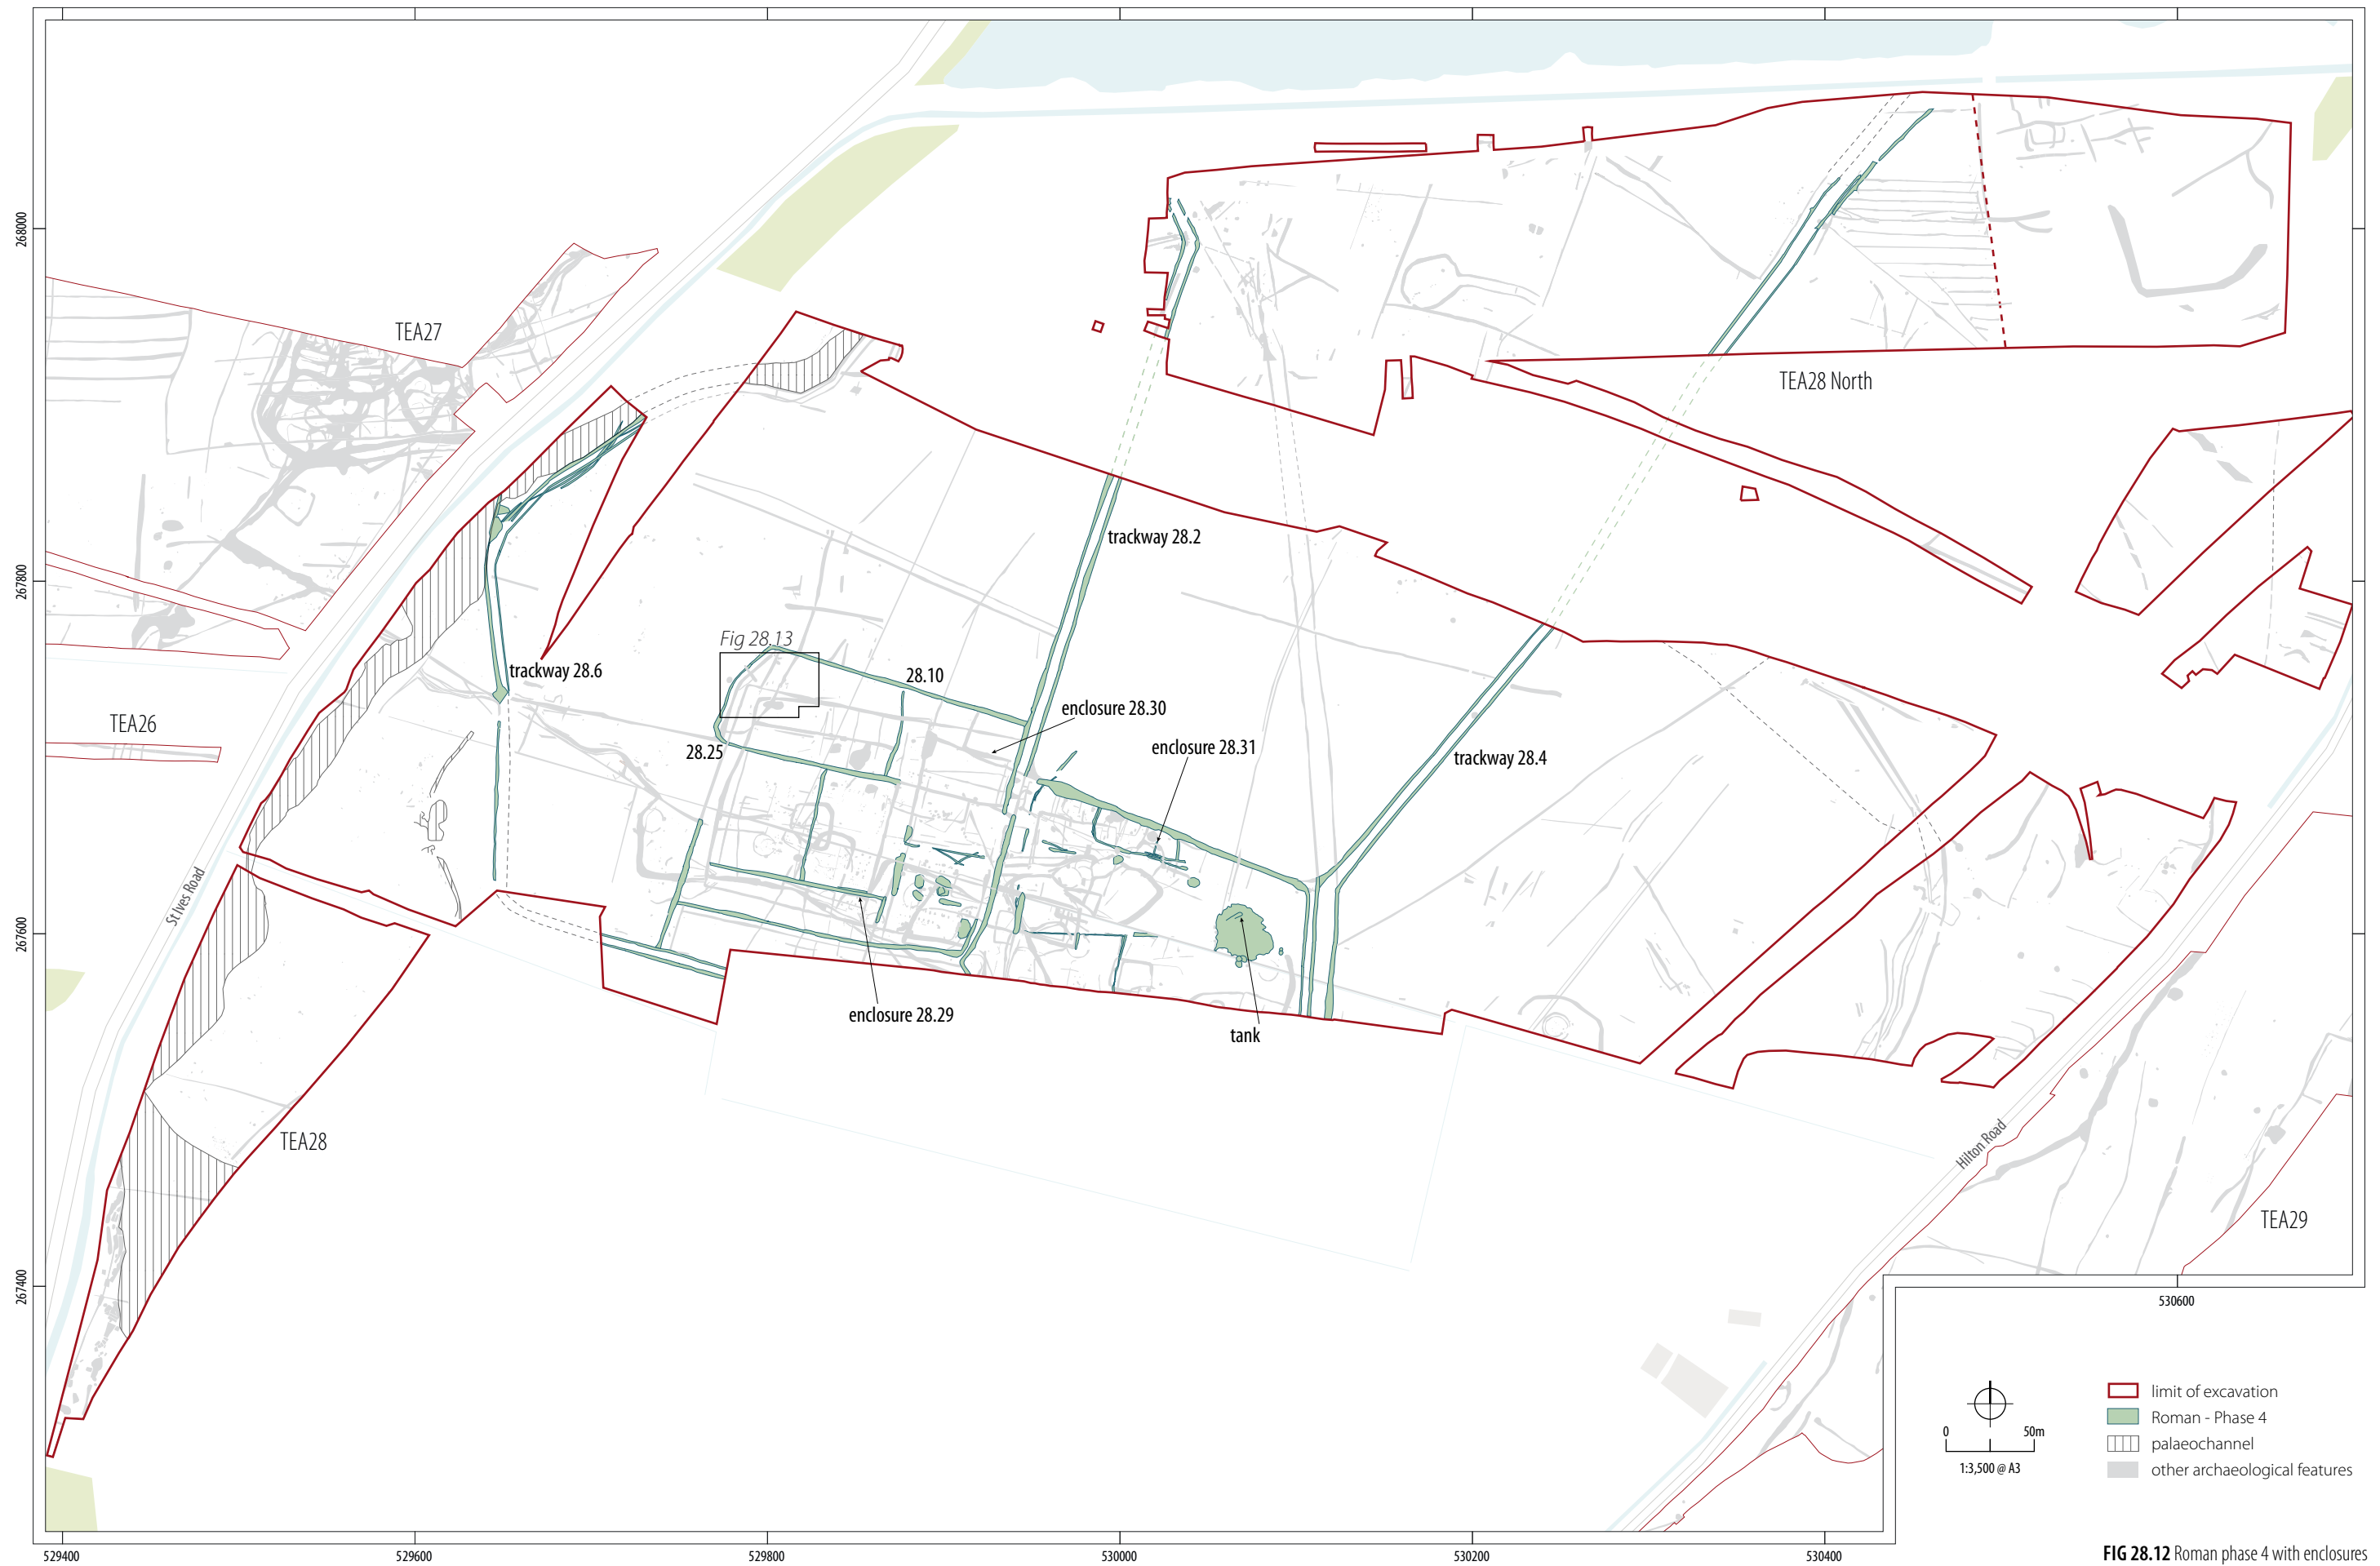 268000
267800
267600
267400
TEA27
TEA28 North
trackway 28.2
Fig 28.13
trackway 28.6
28.10
enclosure 28.30
TEA26
28.25
enclosure 28.31
trackway 28.4
St Ives Road
enclosure 28.29
tank
TEA28
Hilton Road
TEA29
530600
limit of excavation
Roman - Phase 4
palaeochannel
other archaeological features
0 50m
1:3,500 @ A3
529400 529600 529800 530000 530200 530400
FIG 28.12 Roman phase 4 with enclosures